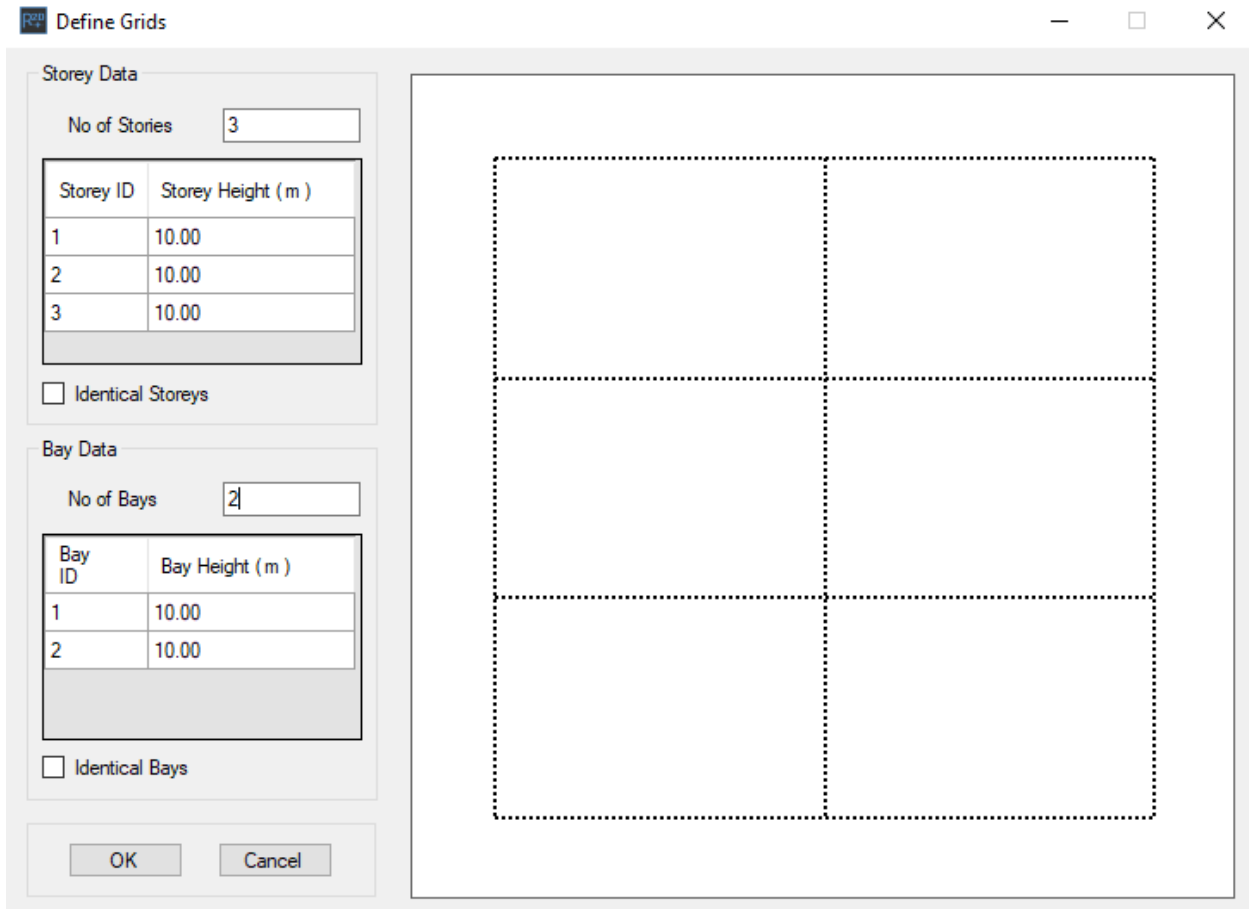 Define Grids
Storey Data
No of Stories 3
Storey ID Storey Height ( m )
1 10.00
2 10.00
3 10.00
Identical Storeys
Bay Data
No of Bays 2
Bay
ID
Bay Height ( m )
1 10.00
2 10.00
Identical Bays
OK Cancel